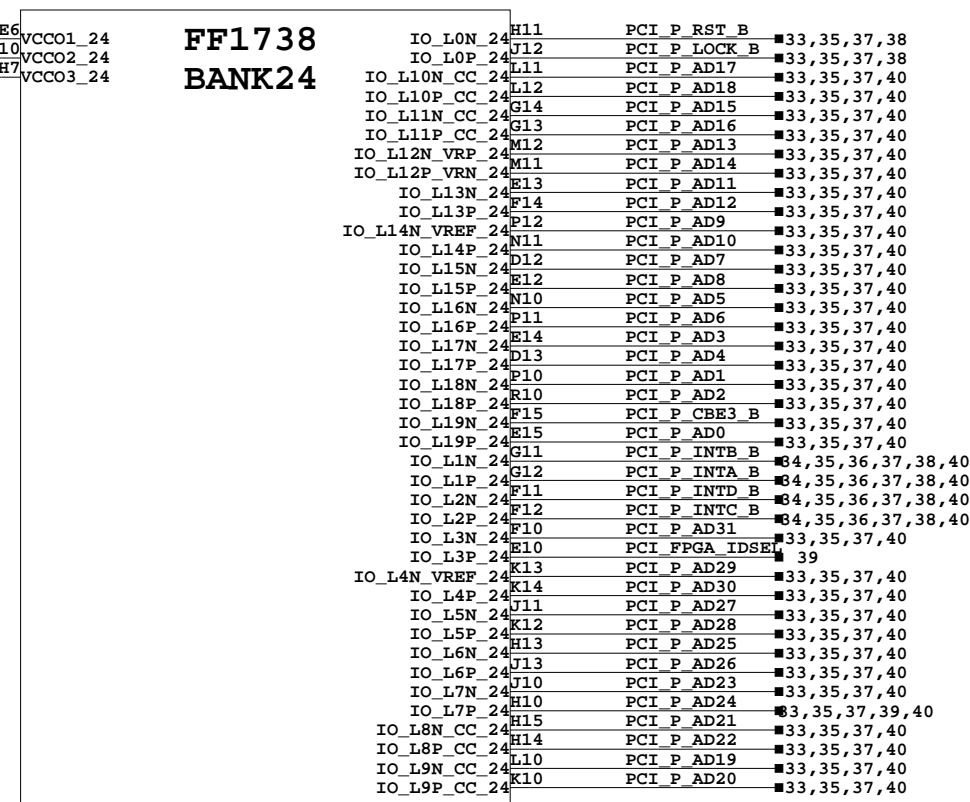 E6 VCCO1_24 FF1738 IO_L0N_24 H11 PCI_P_RST_B 33,35,37,38
10 VCCO2_24 IO_L0P_24 J12 PCI_P_LOCK_B 33,35,37,38
H7 VCCO3_24 BANK24 IO_L10N_CC_24 L11 PCI_P_AD17 33,35,37,40
IO_L10P_CC_24 L12 PCI_P_AD18 33,35,37,40
IO_L11N_CC_24 G14 PCI_P_AD15 33,35,37,40
IO_L11P_CC_24 G13 PCI_P_AD16 33,35,37,40
IO_L12N_VRP_24 M12 PCI_P_AD13 33,35,37,40
IO_L12P_VRN_24 M11 PCI_P_AD14 33,35,37,40
IO_L13N_24 E13 PCI_P_AD11 33,35,37,40
IO_L13P_24 F14 PCI_P_AD12 33,35,37,40
IO_L14N_VREF_24 P12 PCI_P_AD9 33,35,37,40
IO_L14P_24 N11 PCI_P_AD10 33,35,37,40
IO_L15N_24 D12 PCI_P_AD7 33,35,37,40
IO_L15P_24 E12 PCI_P_AD8 33,35,37,40
IO_L16N_24 N10 PCI_P_AD5 33,35,37,40
IO_L16P_24 P11 PCI_P_AD6 33,35,37,40
IO_L17N_24 E14 PCI_P_AD3 33,35,37,40
IO_L17P_24 D13 PCI_P_AD4 33,35,37,40
IO_L18N_24 P10 PCI_P_AD1 33,35,37,40
IO_L18P_24 R10 PCI_P_AD2 33,35,37,40
IO_L19N_24 F15 PCI_P_CBE3_B 33,35,37,40
IO_L19P_24 E15 PCI_P_AD0 33,35,37,40
IO_L1N_24 G11 PCI_P_INTB_B 34,35,36,37,38,40
IO_L1P_24 G12 PCI_P_INTA_B 34,35,36,37,38,40
IO_L2N_24 F11 PCI_P_INTD_B 34,35,36,37,38,40
IO_L2P_24 F12 PCI_P_INTC_B 34,35,36,37,38,40
IO_L3N_24 F10 PCI_P_AD31 33,35,37,40
IO_L3P_24 E10 PCI_FPGA_IDSEL 39
IO_L4N_VREF_24 K13 PCI_P_AD29 33,35,37,40
IO_L4P_24 K14 PCI_P_AD30 33,35,37,40
IO_L5N_24 J11 PCI_P_AD27 33,35,37,40
IO_L5P_24 K12 PCI_P_AD28 33,35,37,40
IO_L6N_24 H13 PCI_P_AD25 33,35,37,40
IO_L6P_24 J13 PCI_P_AD26 33,35,37,40
IO_L7N_24 J10 PCI_P_AD23 33,35,37,40
IO_L7P_24 H10 PCI_P_AD24 33,35,37,39,40
IO_L8N_CC_24 H15 PCI_P_AD21 33,35,37,40
IO_L8P_CC_24 H14 PCI_P_AD22 33,35,37,40
IO_L9N_CC_24 L10 PCI_P_AD19 33,35,37,40
IO_L9P_CC_24 K10 PCI_P_AD20 33,35,37,40